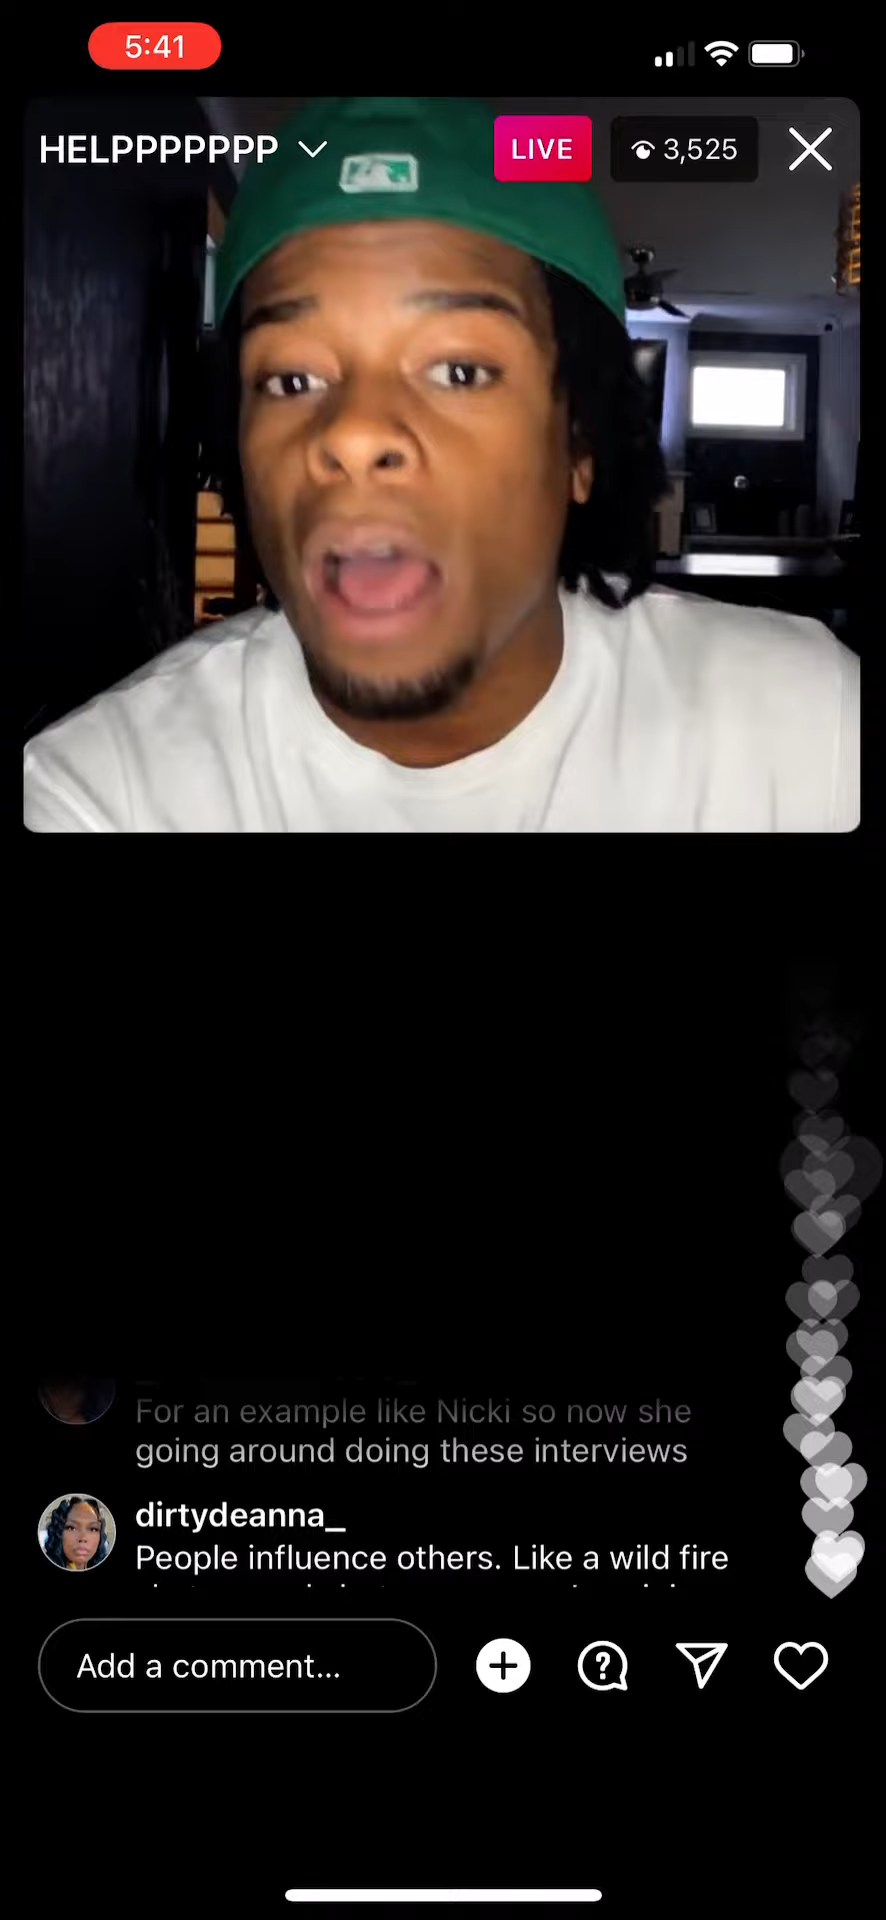 5:41
HELPPPPPPP
LIVE
3,525
For an example like Nicki so now she
going around doing these interviews
dirtydeanna_
People influence others. Like a wild fire
Add a comment...